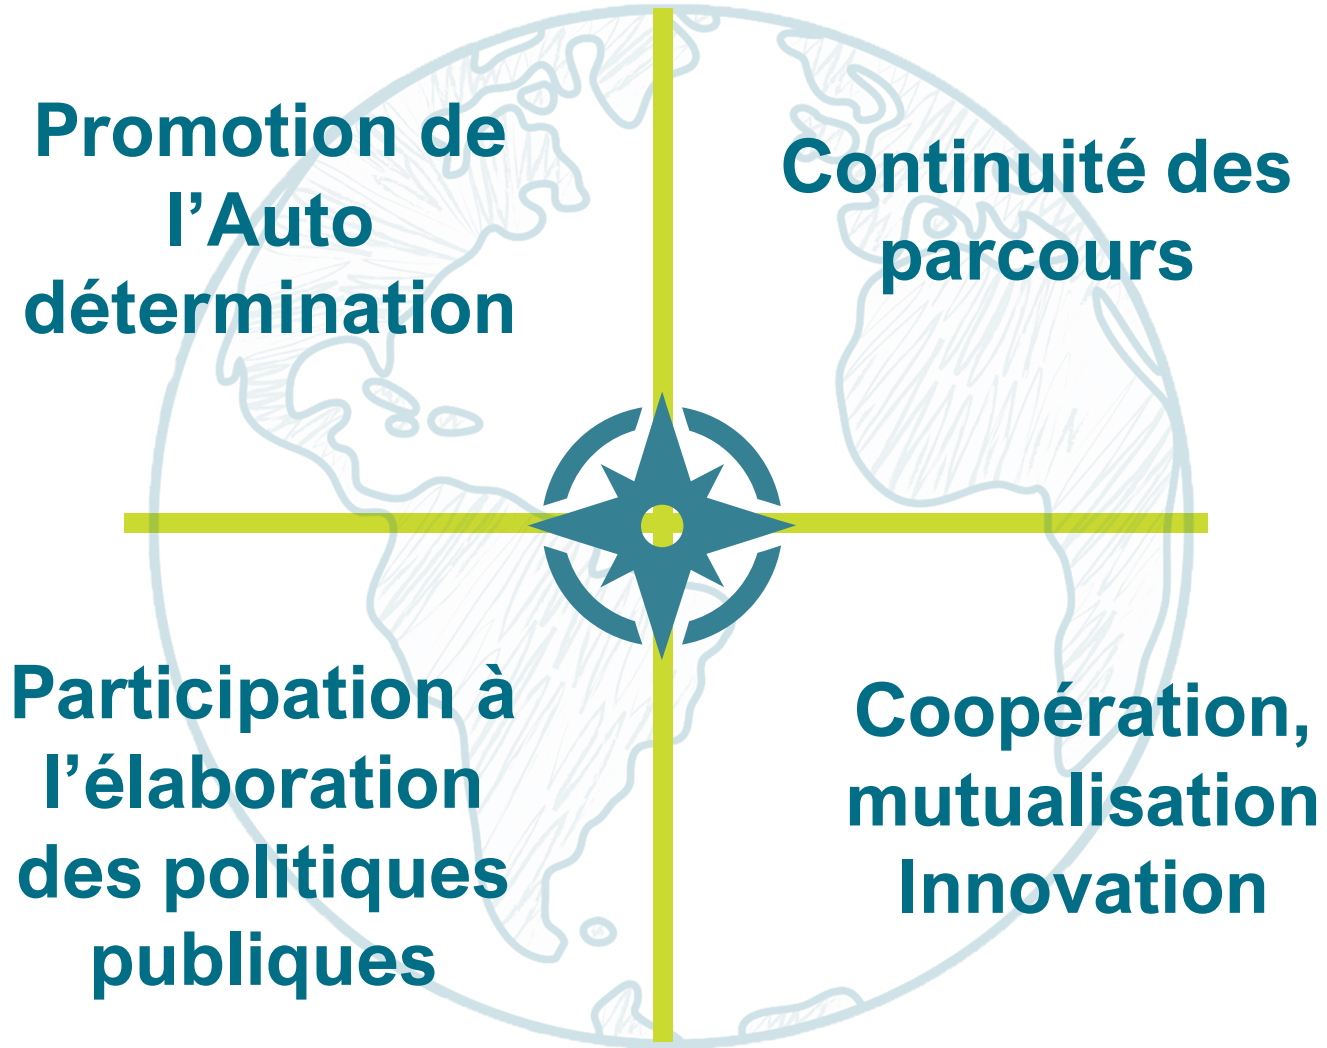 Promotion de
l’Auto
détermination
Continuité des
parcours
Participation à
l’élaboration
des politiques
publiques
Coopération,
mutualisation
Innovation